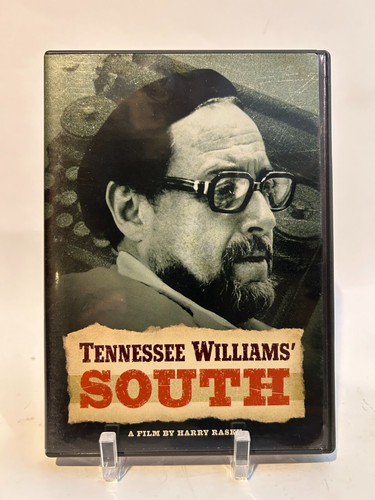 TENNESSEE WILLIAMS'
SOUTH
A FILM BY HARRY